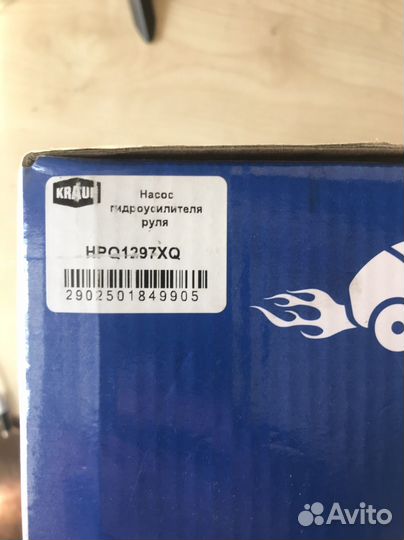 KRAUF
Насос
гидроусилителя
руля
HPQ1297XQ
2902501849905
Avito